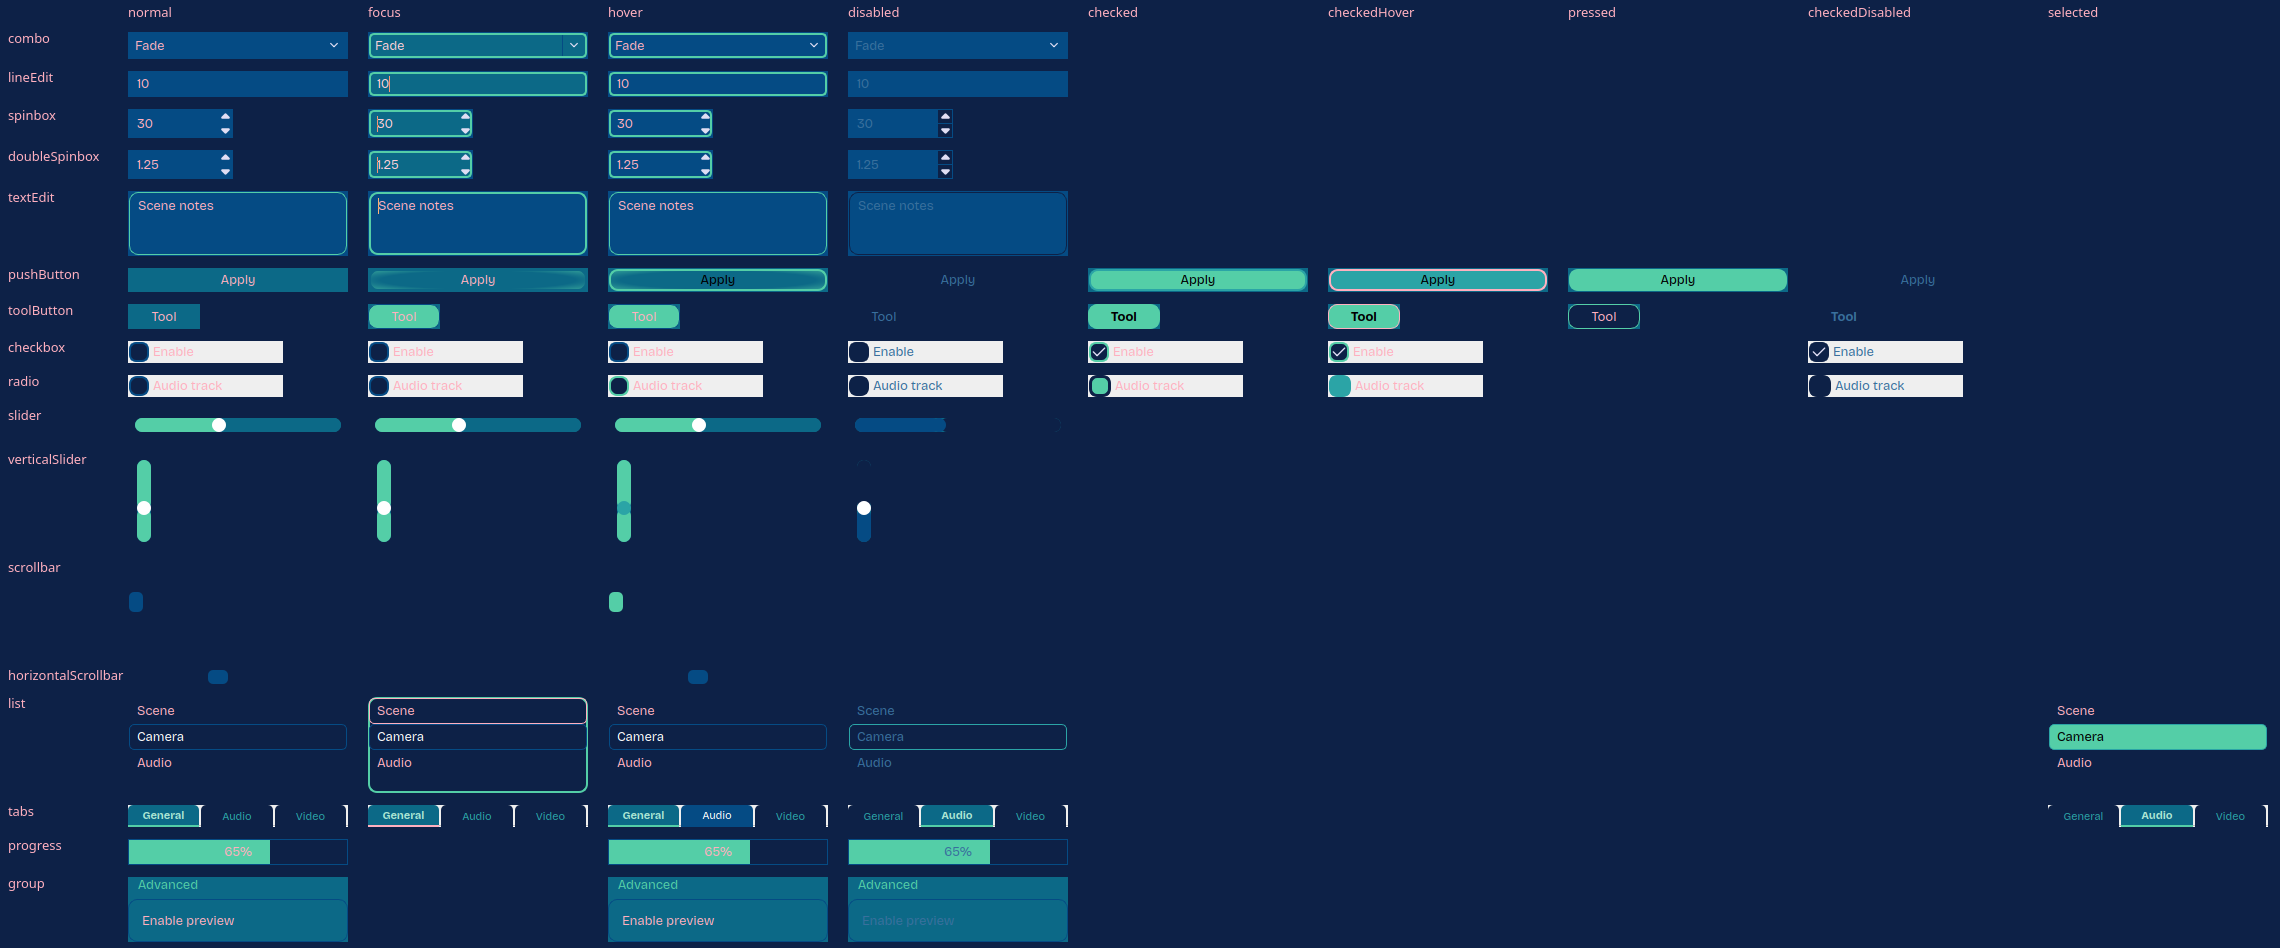 normal focus hover disabled checked checkedHover pressed checkedDisabled selected
combo Fade Fade Fade Fade
lineEdit 10 10 10 10
spinbox 30 30 30 30
doubleSpinbox 1.25 1.25 1.25 1.25
textEdit Scene notes Scene notes Scene notes Scene notes
pushButton Apply Apply Apply Apply Apply Apply Apply Apply
toolButton Tool Tool Tool Tool Tool Tool Tool Tool
checkbox Enable Enable Enable Enable Enable Enable Enable
radio Audio track Audio track Audio track Audio track Audio track Audio track Audio track
slider
verticalSlider
scrollbar
horizontalScrollbar
list Scene Scene Scene Scene Scene
Camera Camera Camera Camera Camera
Audio Audio Audio Audio Audio
tabs General Audio Video General Audio Video General Audio Video General Audio Video General Audio Video
progress 65% 65% 65%
group Advanced Advanced Advanced
Enable preview Enable preview Enable preview